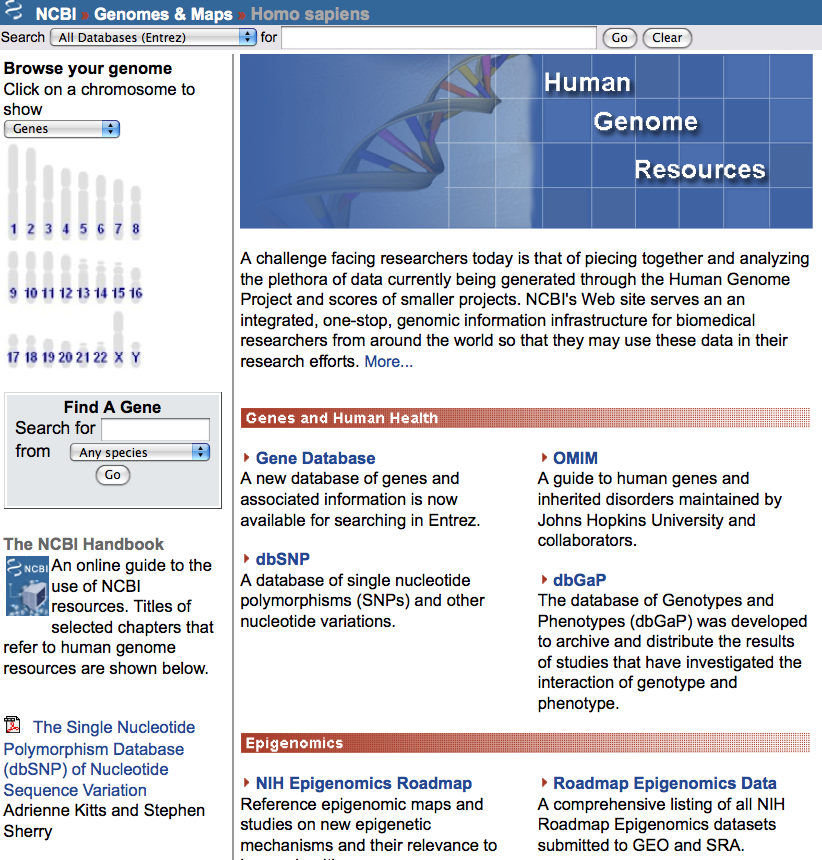 NCBI » Genomes & Maps » Homo sapiens
Search All Databases (Entrez) for Go Clear
Browse your genome
Click on a chromosome to
show
Genes
1 2 3 4 5 6 7 8
9 10 11 12 13 14 15 16
17 18 19 20 21 22 X Y
Find A Gene
Search for
from Any species
Go
The NCBI Handbook
NCBI
An online guide to the
use of NCBI
resources. Titles of
selected chapters that
refer to human genome
resources are shown below.
The Single Nucleotide
Polymorphism Database
(dbSNP) of Nucleotide
Sequence Variation
Adrienne Kitts and Stephen
Sherry
Human
Genome
Resources
A challenge facing researchers today is that of piecing together and analyzing
the plethora of data currently being generated through the Human Genome
Project and scores of smaller projects. NCBI's Web site serves an an
integrated, one-stop, genomic information infrastructure for biomedical
researchers from around the world so that they may use these data in their
research efforts. More...
Genes and Human Health
Gene Database
A new database of genes and
associated information is now
available for searching in Entrez.
dbSNP
A database of single nucleotide
polymorphisms (SNPs) and other
nucleotide variations.
OMIM
A guide to human genes and
inherited disorders maintained by
Johns Hopkins University and
collaborators.
dbGaP
The database of Genotypes and
Phenotypes (dbGaP) was developed
to archive and distribute the results
of studies that have investigated the
interaction of genotype and
phenotype.
Epigenomics
NIH Epigenomics Roadmap
Reference epigenomic maps and
studies on new epigenetic
mechanisms and their relevance to
Roadmap Epigenomics Data
A comprehensive listing of all NIH
Roadmap Epigenomics datasets
submitted to GEO and SRA.